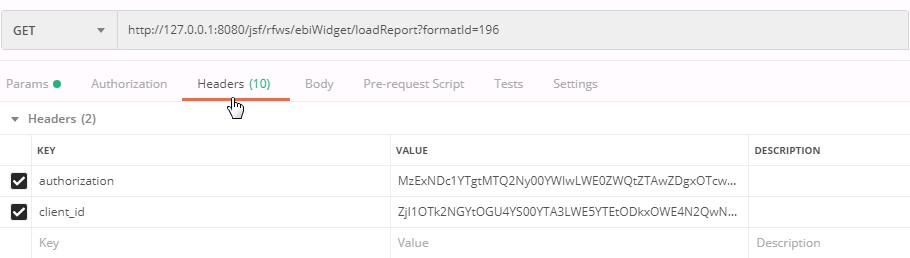 GET http://127.0.0.1:8080/jsf/rfws/ebiWidget/loadReport?formatId=196
Params Authorization Headers (10) Body Pre-request Script Tests Settings
Headers (2)
KEY VALUE DESCRIPTION
authorization MzExNDc1YTgtMTQ2Ny00YWIwLWE0ZWQtZTAwZDgxOTcw...
client_id ZjI1OTk2NGYtOGU4YS00YTA3LWE5YTEtODkxOWE4N2QwN...
Key Value Description